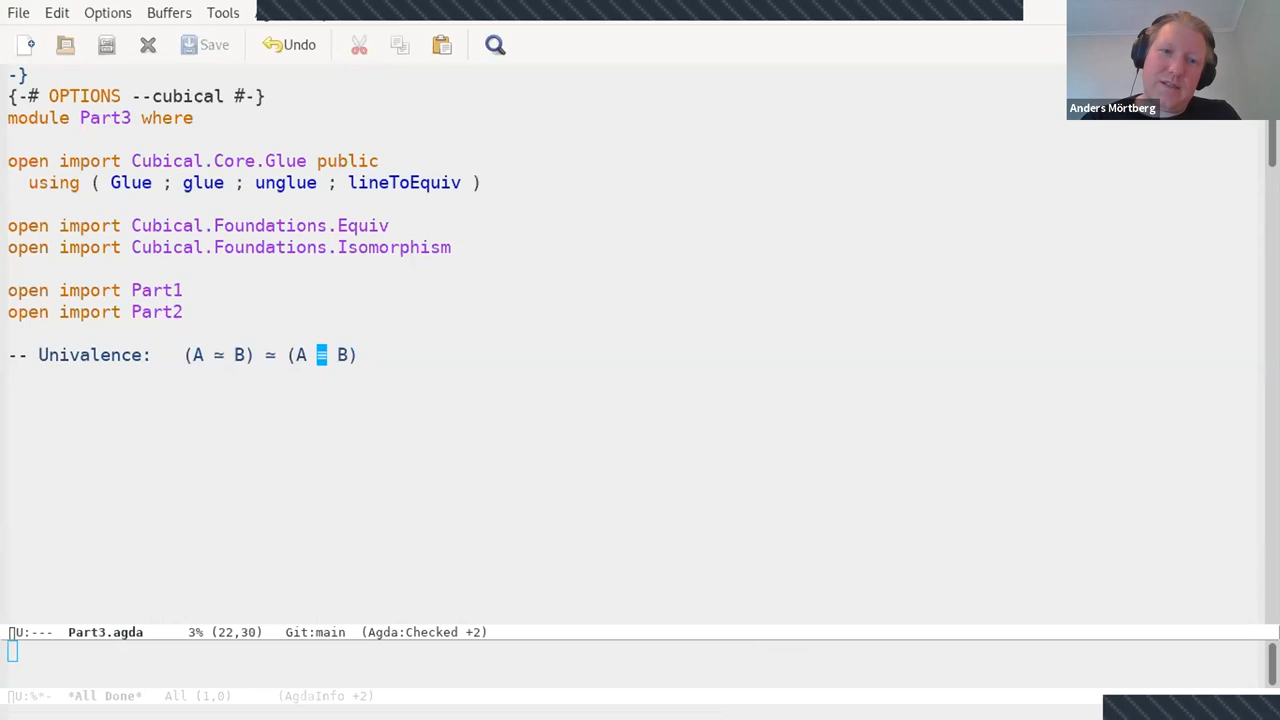 File Edit Options Buffers Tools
Save Undo
Anders Mörtberg
-}
{-# OPTIONS --cubical #-}
module Part3 where
open import Cubical.Core.Glue public
using ( Glue ; glue ; unglue ; lineToEquiv )
open import Cubical.Foundations.Equiv
open import Cubical.Foundations.Isomorphism
open import Part1
open import Part2
-- Univalence: (A ≃ B) ≃ (A ≡ B)
U:--- Part3.agda 3% (22,30) Git:main (Agda:Checked +2)
U:%*- *All Done* All (1,0) (AgdaInfo +2)